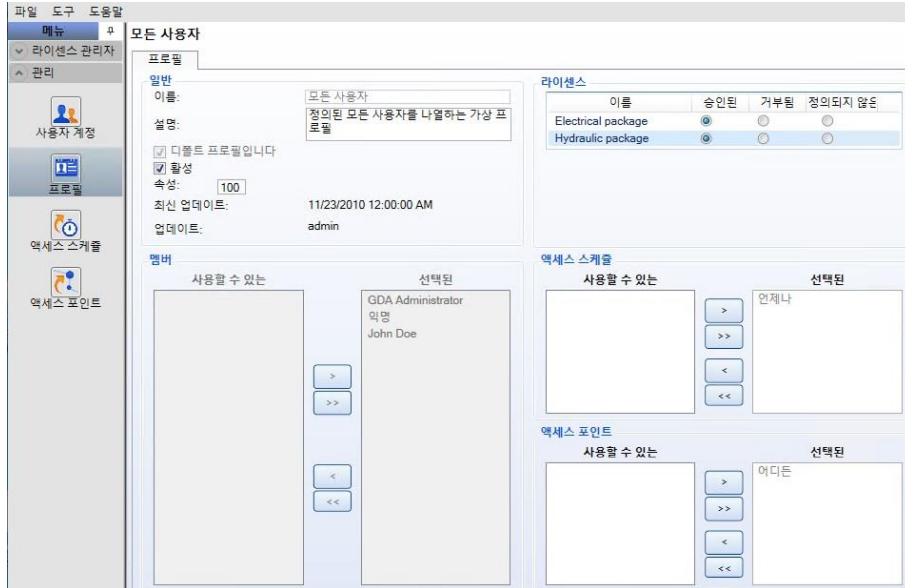 파일 도구 도움말
메뉴
라이센스 관리자
관리
사용자 계정
프로필
액세스 스케쥴
액세스 포인트
모든 사용자
프로필
일반
이름: 모든 사용자
설명: 정의된 모든 사용자를 나열하는 가상 프
로필
디폴트 프로필입니다
활성
속성: 100
최신 업데이트: 11/23/2010 12:00:00 AM
업데이트: admin
라이센스
이름 승인된 거부됨 정의되지 않은
Electrical package
Hydraulic package
멤버
사용할 수 있는 선택된
GDA Administrator
익명
John Doe
>
>>
<
<<
액세스 스케쥴
사용할 수 있는 선택된
언제나
>
>>
<
<<
액세스 포인트
사용할 수 있는 선택된
어디든
>
>>
<
<<